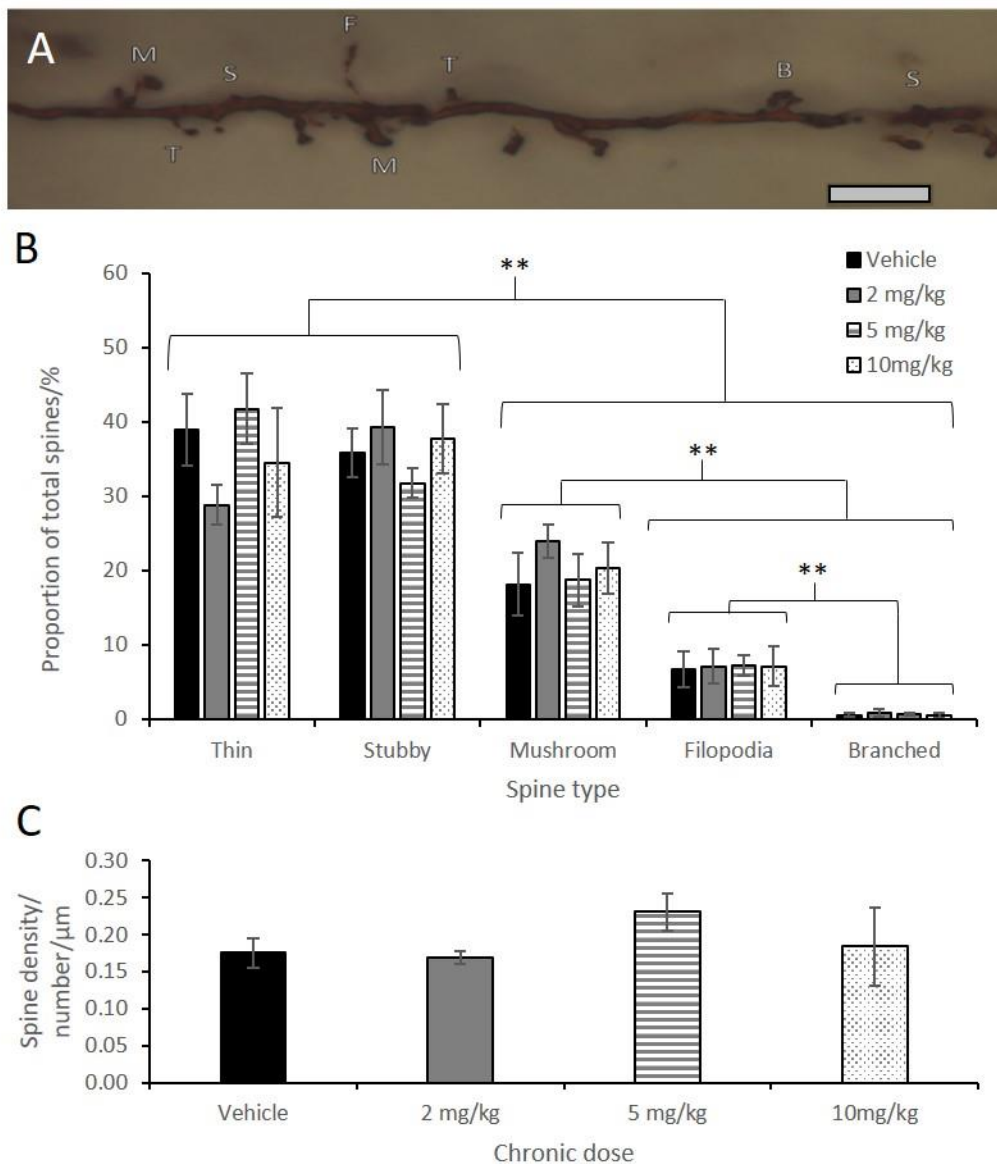 A
M
S
F
T
B
S
T
M
B
**
Vehicle
2 mg/kg
5 mg/kg
10mg/kg
**
**
60
50
40
30
20
10
0
Proportion of total spines/%
Thin Stubby Mushroom Filopodia Branched
Spine type
C
0.30
0.25
0.20
0.15
0.10
0.05
0.00
Spine density/
number/μm
Vehicle 2 mg/kg 5 mg/kg 10mg/kg
Chronic dose